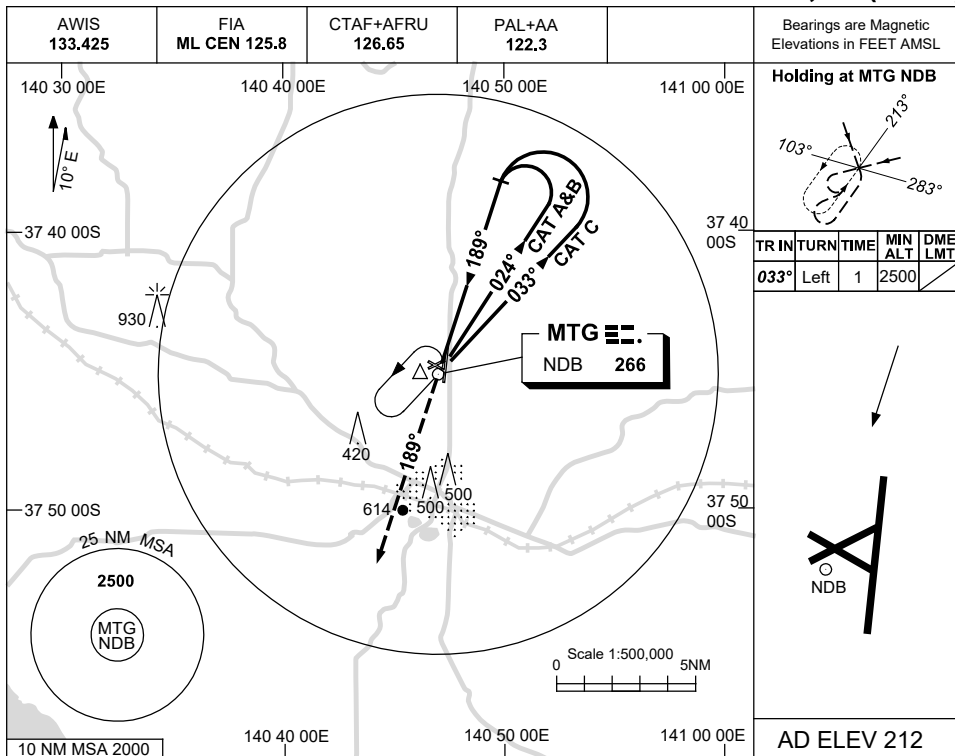 AWIS
133.425
FIA
ML CEN 125.8
CTAF+AFRU
126.65
PAL+AA
122.3
Bearings are Magnetic
Elevations in FEET AMSL
140 30 00E
140 40 00E
140 50 00E
141 00 00E
10° E
37 40 00S
37 40
00S
189°
024°
CAT A&B
033°
CAT C
930
MTG
NDB 266
420
189°
500
500
614
37 50 00S
37 50
00S
25 NM MSA
2500
MTG
NDB
Scale 1:500,000
0
5NM
10 NM MSA 2000
140 40 00E
140 50 00E
141 00 00E
Holding at MTG NDB
213°
103°
283°
TR IN TURN TIME MIN ALT DME LMT
033° Left 1 2500
NDB
AD ELEV 212